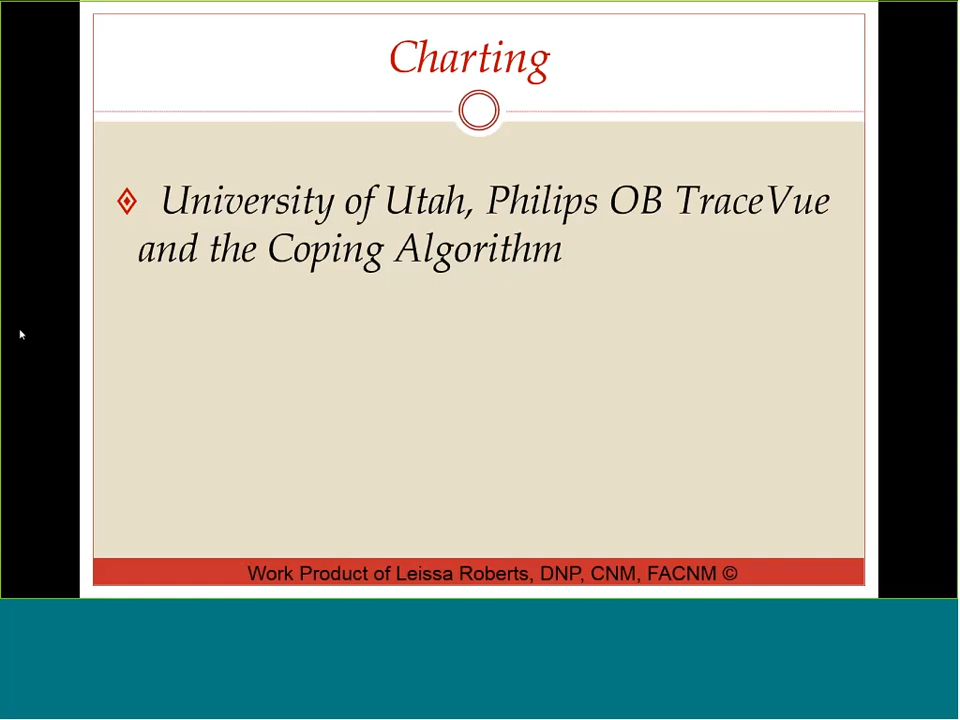 Charting
University of Utah, Philips OB TraceVue
and the Coping Algorithm
Work Product of Leissa Roberts, DNP, CNM, FACNM ©